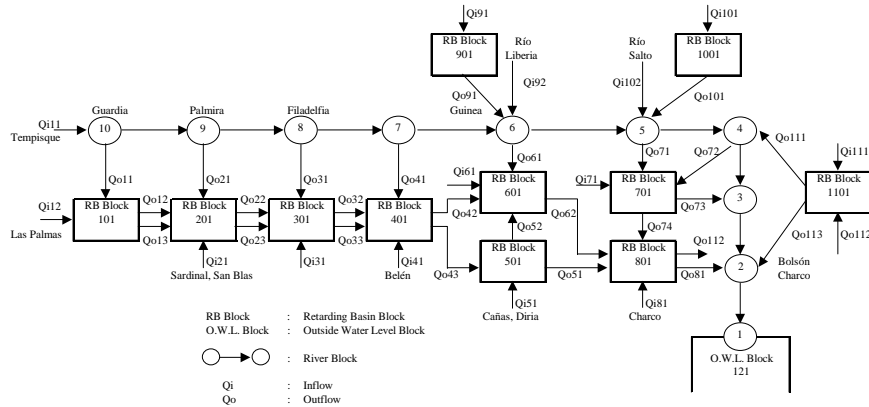 Qi91
Qi101
RB Block
901
Río
Liberia
Río
Salto
RB Block
1001
Qi92
Qi102
Qo91
Guinea
Qo101
Guardia
Palmira
Filadelfia
Qi11
Tempisque
10
9
8
7
6
5
4
Qo111
Qi111
Qo11
Qo21
Qo31
Qo41
Qo61
Qo71
Qo72
Qi61
Qi71
Qi12
Las Palmas
RB Block
101
Qo12
Qo13
RB Block
201
Qo22
Qo23
RB Block
301
Qo32
Qo33
RB Block
401
Qo42
Qo43
RB Block
601
Qo62
RB Block
701
Qo73
3
RB Block
1101
Qo52
Qo74
Qo112
Qo113
Qo112
Qi21
Sardinal, San Blas
Qi31
Qi41
Belén
RB Block
501
Qo51
RB Block
801
Qo81
2
Bolsón
Charco
Qi51
Cañas, Diria
Qi81
Charco
RB Block : Retarding Basin Block
O.W.L. Block : Outside Water Level Block
: River Block
Qi : Inflow
Qo : Outflow
1
O.W.L. Block
121